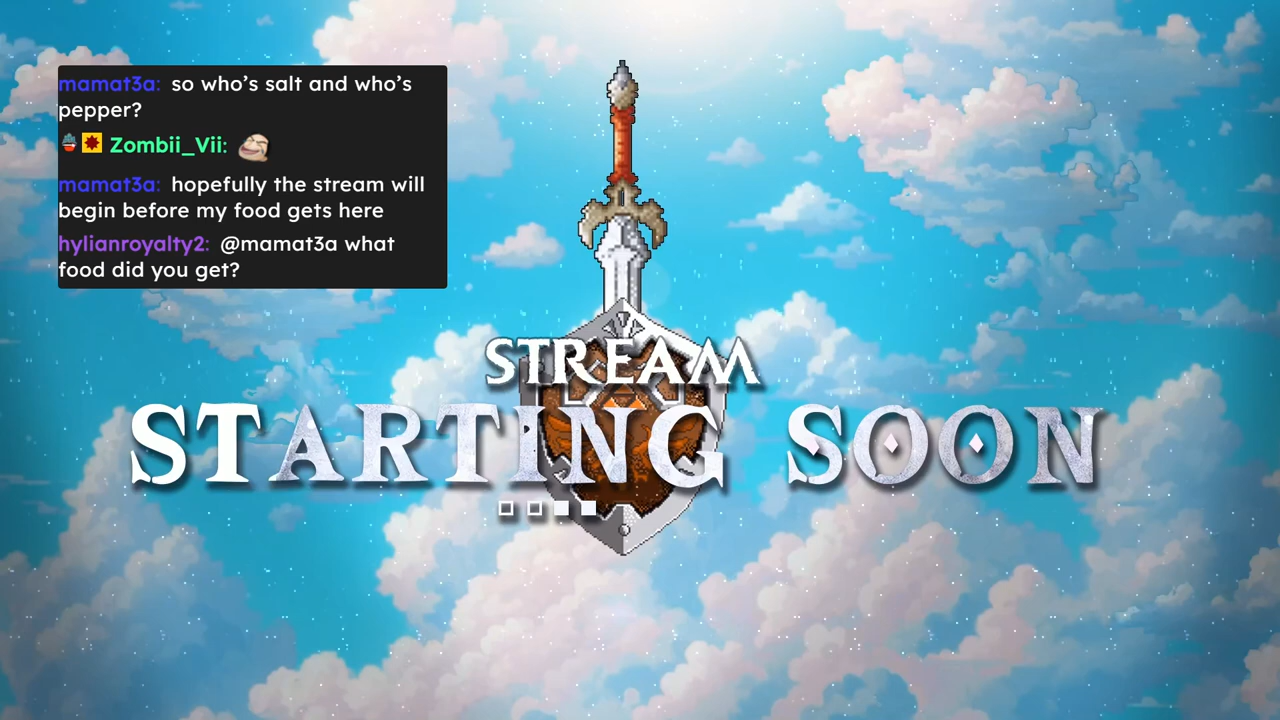 mamat3a: so who's salt and who's
pepper?
Zombii_Vii:
mamat3a: hopefully the stream will
begin before my food gets here
hylianroyalty2: @mamat3a what
food did you get?
STREAM
STARTING SOON